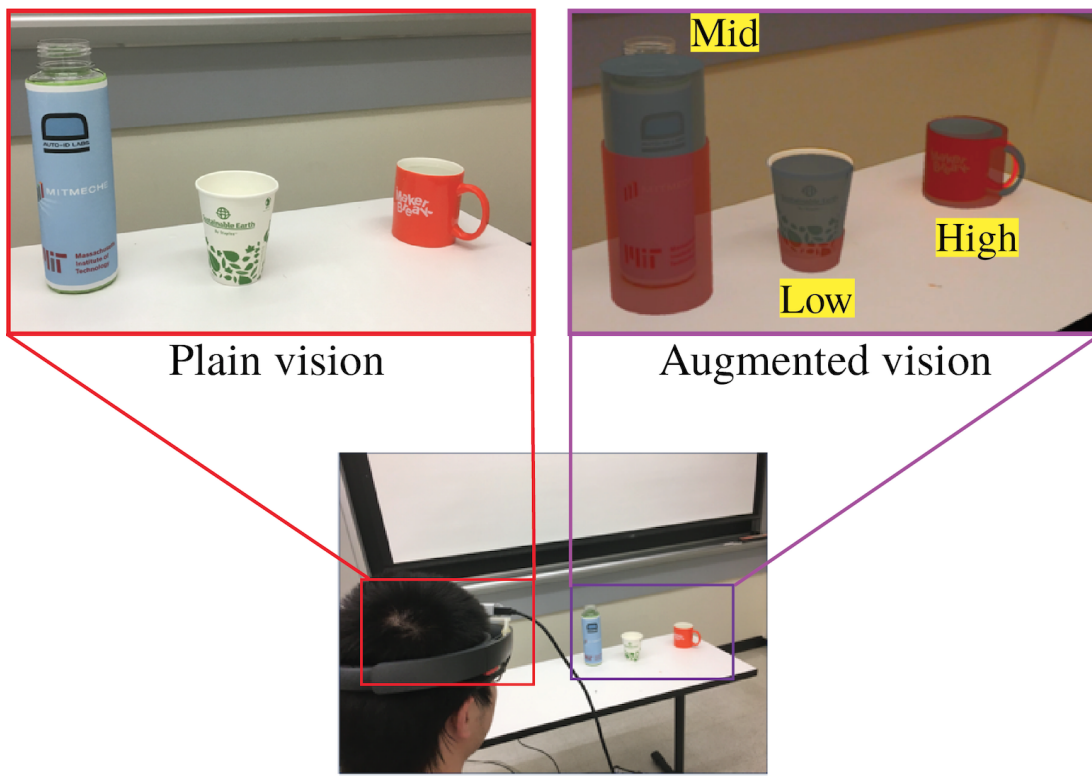 Mid
AUTO-ID LABS
MITMECHE
Sustainable Earth
Maker
Break
MIT
Massachusetts
Institute of
Technology
High
Low
Plain vision
Augmented vision